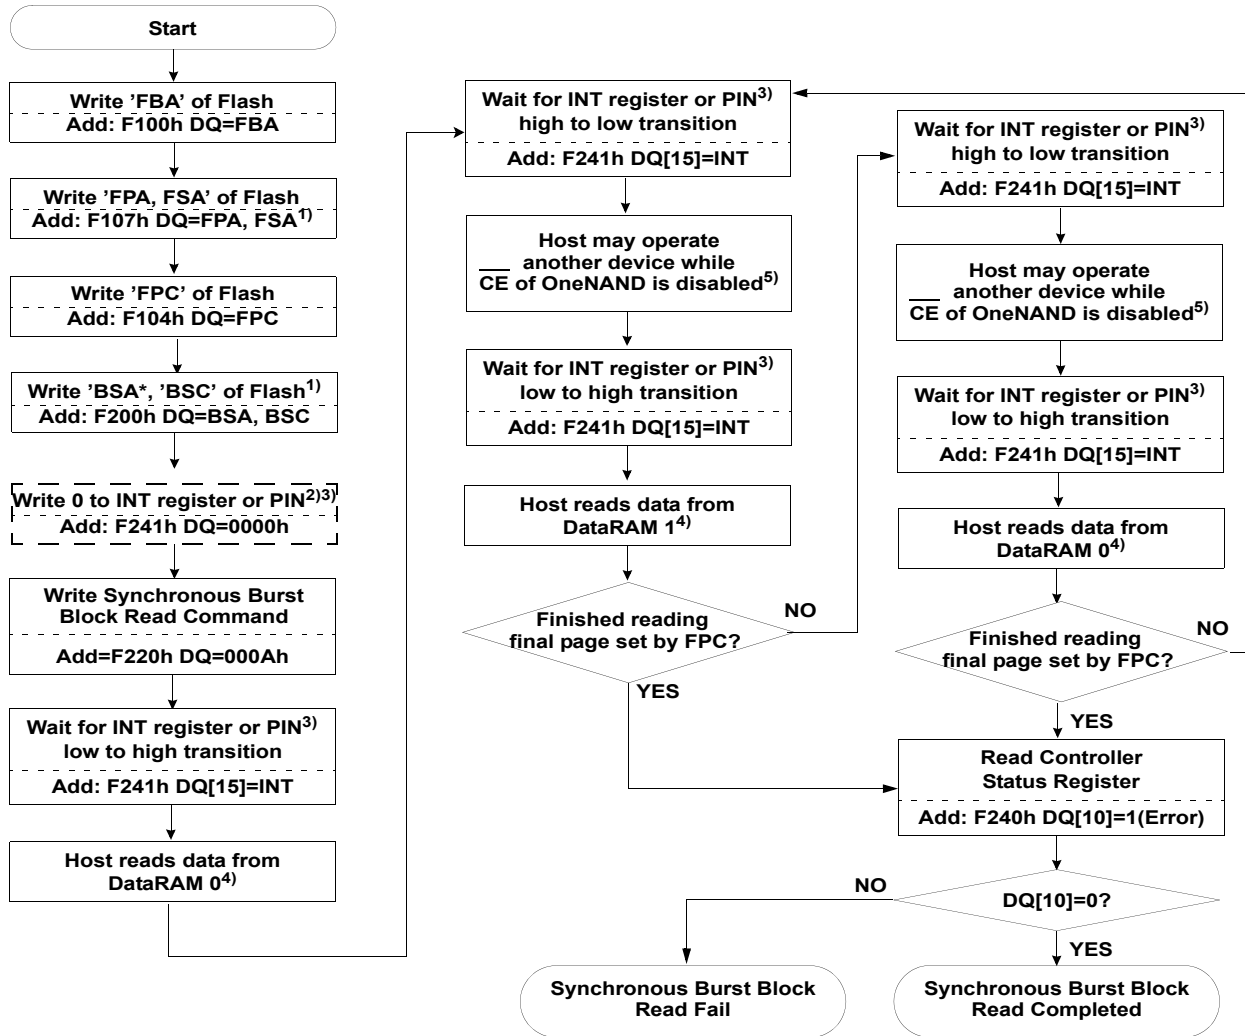 Start
Write ’FBA’ of Flash
Add: F100h DQ=FBA
Write ’FPA, FSA’ of Flash
Add: F107h DQ=FPA, FSA1)
Write ’FPC’ of Flash
Add: F104h DQ=FPC
Write ’BSA*, ’BSC’ of Flash1)
Add: F200h DQ=BSA, BSC
Write 0 to INT register or PIN2)3)
Add: F241h DQ=0000h
Write Synchronous Burst
Block Read Command
Add=F220h DQ=000Ah
Wait for INT register or PIN3)
low to high transition
Add: F241h DQ[15]=INT
Host reads data from
DataRAM 04)
Wait for INT register or PIN3)
high to low transition
Add: F241h DQ[15]=INT
Host may operate
another device while
CE of OneNAND is disabled5)
Wait for INT register or PIN3)
low to high transition
Add: F241h DQ[15]=INT
Host reads data from
DataRAM 14)
Finished reading
final page set by FPC?
NO
YES
Wait for INT register or PIN3)
high to low transition
Add: F241h DQ[15]=INT
Host may operate
another device while
CE of OneNAND is disabled5)
Wait for INT register or PIN3)
low to high transition
Add: F241h DQ[15]=INT
Host reads data from
DataRAM 04)
Finished reading
final page set by FPC?
NO
YES
Read Controller
Status Register
Add: F240h DQ[10]=1(Error)
DQ[10]=0?
NO
YES
Synchronous Burst Block
Read Fail
Synchronous Burst Block
Read Completed